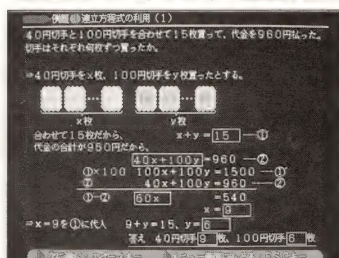 例題 連立方程式の利用(1)
40円切手と100円切手を合わせて15枚買って、代金を960円払った。
切手はそれぞれ何枚ずつ買ったか。
⇒40円切手をx枚、100円切手をy枚買ったとする。
x枚 y枚
合わせて15枚だから、 x+y=15 ―①
代金の合計が960円だから、
40x+100y=960 ―②
①×100 100x+100y=1500 ―①'
② 40x+100y=960 ―②
①'-② 60x =540
x =9
⇒x=9を①に代入 9+y=15、y=6
答え 40円切手9枚、100円切手6枚